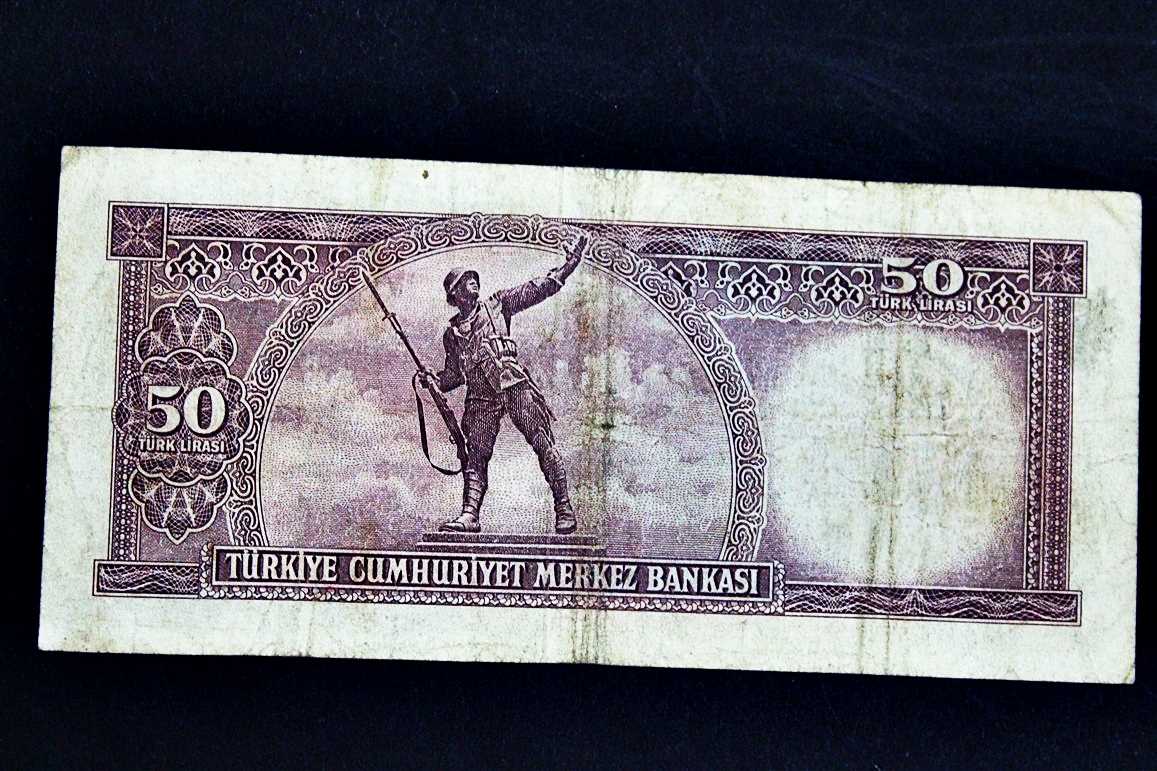 50
TÜRK LİRASI
50
TÜRK LİRASI
TÜRKİYE CUMHURİYET MERKEZ BANKASI